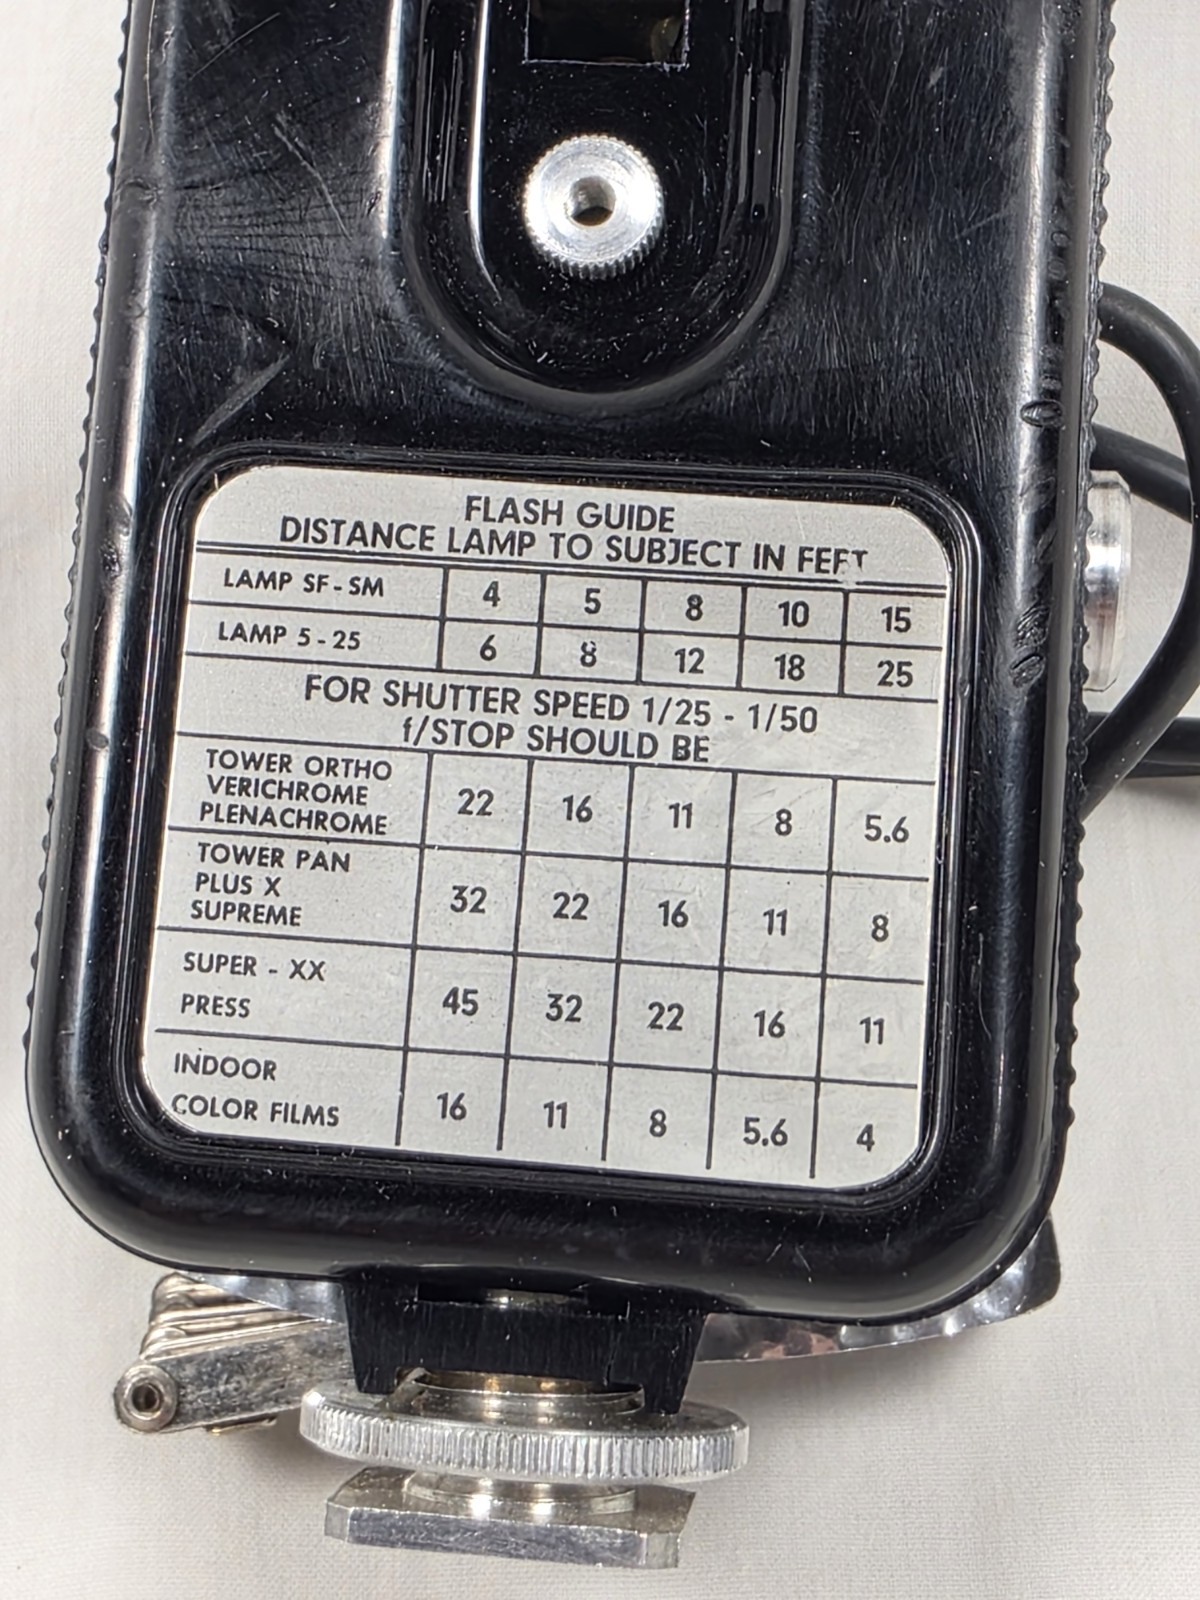 FLASH GUIDE
DISTANCE LAMP TO SUBJECT IN FEET
LAMP SF - SM 4 5 8 10 15
LAMP 5 - 25 6 8 12 18 25
FOR SHUTTER SPEED 1/25 - 1/50
f/STOP SHOULD BE
TOWER ORTHO
VERICHROME 22 16 11 8 5.6
PLENACHROME
TOWER PAN
PLUS X 32 22 16 11 8
SUPREME
SUPER - XX
PRESS 45 32 22 16 11
INDOOR
COLOR FILMS 16 11 8 5.6 4